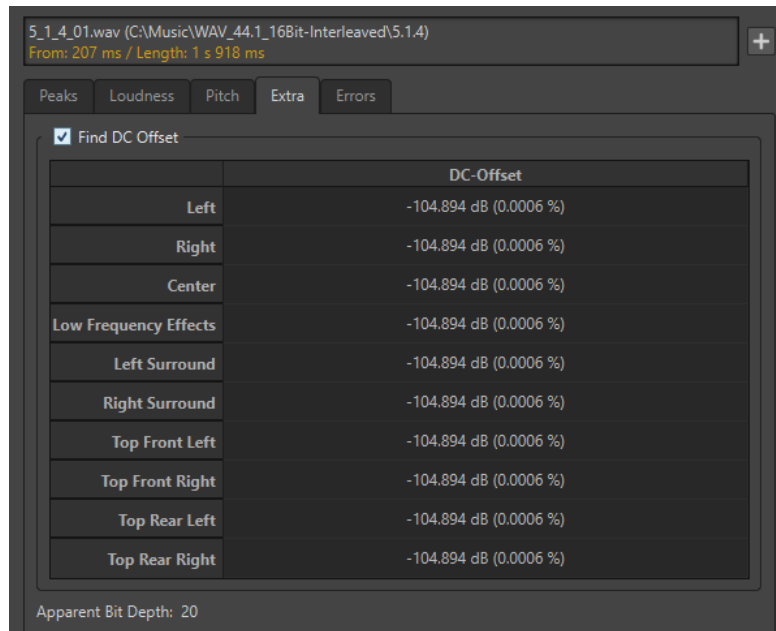 5_1_4_01.wav (C:\Music\WAV_44.1_16Bit-Interleaved\5.1.4)
From: 207 ms / Length: 1 s 918 ms
Peaks Loudness Pitch Extra Errors
Find DC Offset
DC-Offset
Left -104.894 dB (0.0006 %)
Right -104.894 dB (0.0006 %)
Center -104.894 dB (0.0006 %)
Low Frequency Effects -104.894 dB (0.0006 %)
Left Surround -104.894 dB (0.0006 %)
Right Surround -104.894 dB (0.0006 %)
Top Front Left -104.894 dB (0.0006 %)
Top Front Right -104.894 dB (0.0006 %)
Top Rear Left -104.894 dB (0.0006 %)
Top Rear Right -104.894 dB (0.0006 %)
Apparent Bit Depth: 20